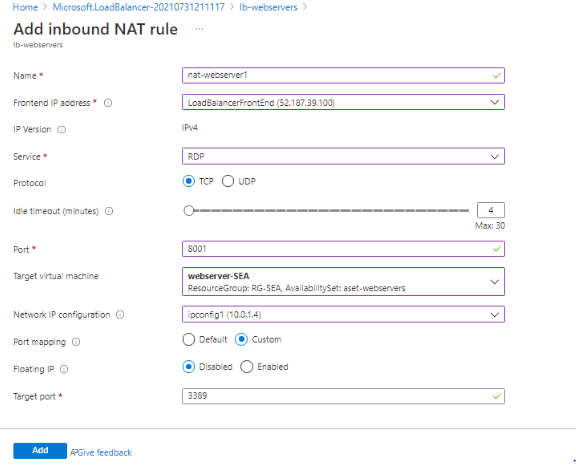 Home > Microsoft.LoadBalancer-20210731211117 > lb-webservers >
Add inbound NAT rule ...
lb-webservers
Name * nat-webserver1
Frontend IP address * LoadBalancerFrontEnd (52.187.39.100)
IP Version IPv4
Service * RDP
Protocol TCP UDP
Idle timeout (minutes) 4
Max: 30
Port * 8001
Target virtual machine webserver-SEA
ResourceGroup: RG-SEA, AvailabilitySet: aset-webservers
Network IP configuration ipconfig1 (10.0.1.4)
Port mapping Default Custom
Floating IP Disabled Enabled
Target port * 3389
Add Give feedback